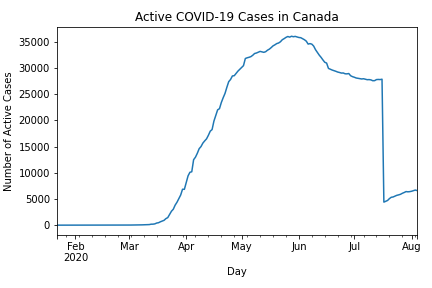 Active COVID-19 Cases in Canada
Number of Active Cases
35000
30000
25000
20000
15000
10000
5000
0
Feb Mar Apr May Jun Jul Aug
2020
Day